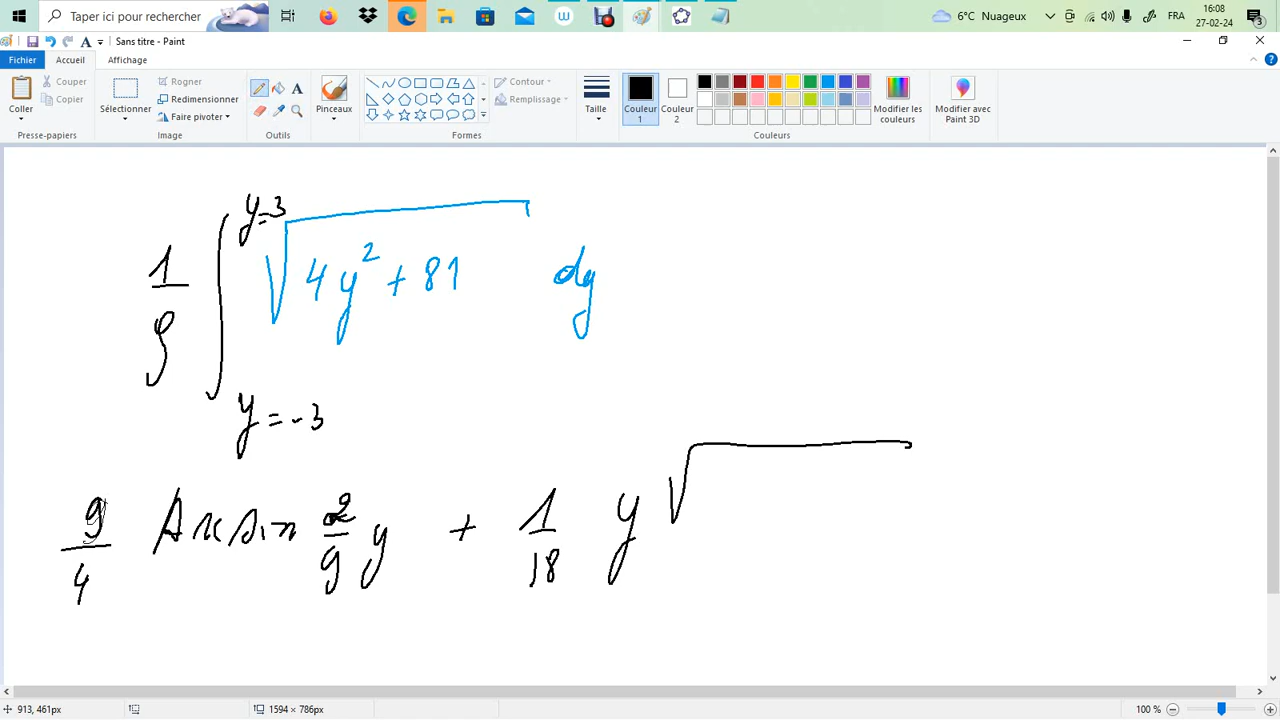 Taper ici pour rechercher
6°C Nuageux
FRA
16:08
27-02-24
3
Sans titre - Paint
Fichier Accueil Affichage
Coller
Couper
Copier
Presse-papiers
Sélectionner
Rogner
Redimensionner
Faire pivoter
Image
A
Outils
Pinceaux
Contour
Remplissage
Formes
Taille
Couleur 1
Couleur 2
Modifier les couleurs
Couleurs
Modifier avec Paint 3D
y=3
1/9 ∫ √4y²+81 dy
y=-3
9/4 Arcsin 2/9 y + 1/18 y √
913, 461px
1594 × 786px
100 %